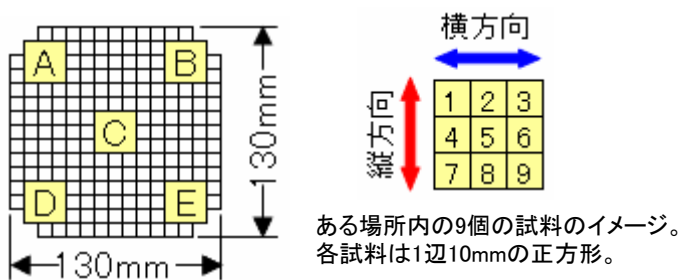 A
B
C
D
E
130mm
130mm
横方向
縦方向
1 2 3
4 5 6
7 8 9
ある場所内の9個の試料のイメージ。
各試料は1辺10mmの正方形。